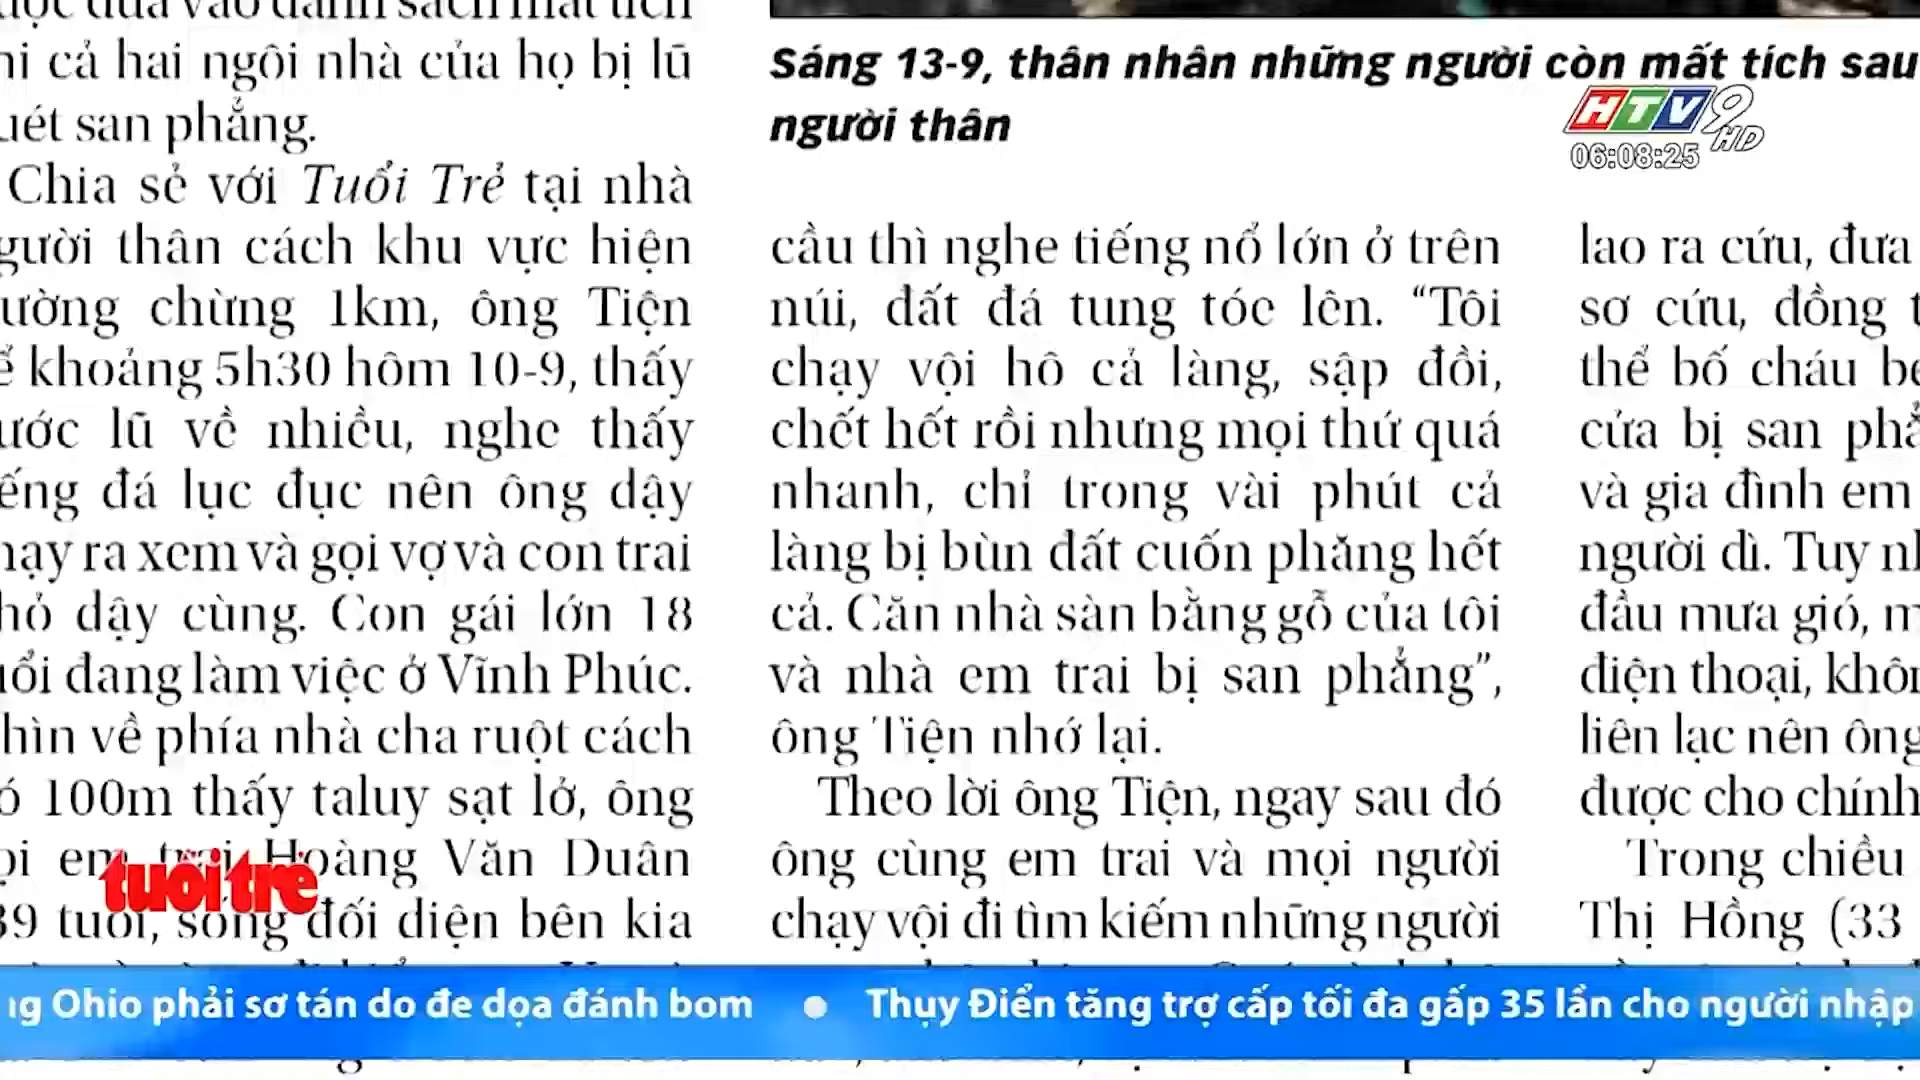 hi cả hai ngôi nhà của họ bị lũ
uét san phẳng.
Chia sẻ với Tuổi Trẻ tại nhà
gười thân cách khu vực hiện
ường chừng 1km, ông Tiện
ể khoảng 5h30 hôm 10-9, thấy
ước lũ về nhiều, nghe thấy
ếng đá lục đục nên ông dậy
hạy ra xem và gọi vợ và con trai
hỏ dậy cùng. Con gái lớn 18
uổi đang làm việc ở Vĩnh Phúc.
hìn về phía nhà cha ruột cách
ó 100m thấy taluy sạt lở, ông
ọi em trai Hoàng Văn Duân
39 tuổi, sống đối diện bên kia
Sáng 13-9, thân nhân những người còn mất tích sau
người thân
cầu thì nghe tiếng nổ lớn ở trên
núi, đất đá tung tóc lên. “Tôi
chạy vội hô cả làng, sập đồi,
chết hết rồi nhưng mọi thứ quá
nhanh, chỉ trong vài phút cả
làng bị bùn đất cuốn phăng hết
cả. Căn nhà sàn bằng gỗ của tôi
và nhà em trai bị san phẳng”,
ông Tiện nhớ lại.
Theo lời ông Tiện, ngay sau đó
ông cùng em trai và mọi người
chạy vội đi tìm kiếm những người
lao ra cứu, đưa
sơ cứu, đồng t
thể bố cháu bé
cửa bị san phẳ
và gia đình em
người dì. Tuy nh
đầu mưa gió, m
điện thoại, khôn
liên lạc nên ông
được cho chính
Trong chiều
Thị Hồng (33
HTV9 HD
06:08:25
tuổi trẻ
ng Ohio phải sơ tán do đe dọa đánh bom ● Thụy Điển tăng trợ cấp tối đa gấp 35 lần cho người nhập